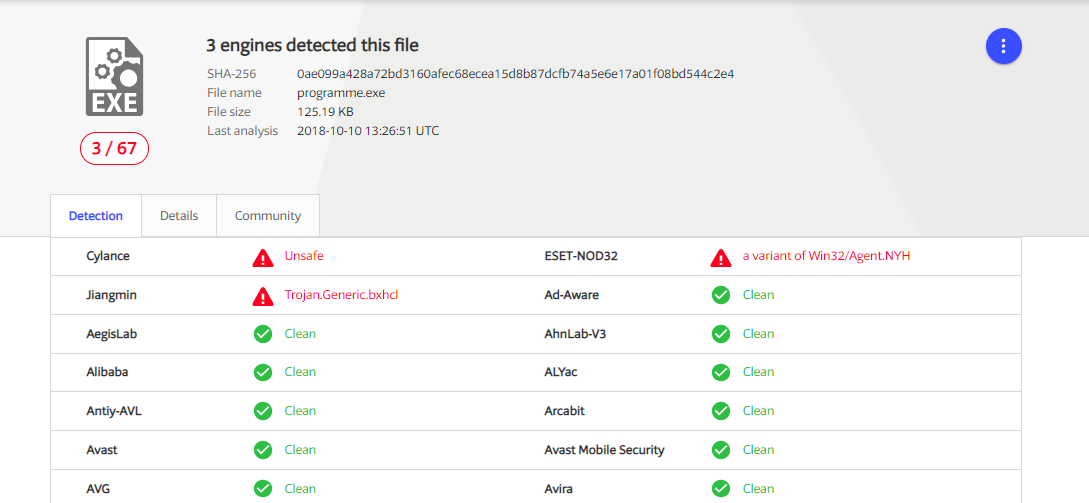 3 engines detected this file
SHA-256 0ae099a428a72bd3160afec68ecea15d8b87dcfb74a5e6e17a01f08bd544c2e4
File name programme.exe
File size 125.19 KB
Last analysis 2018-10-10 13:26:51 UTC
EXE
3 / 67
Detection Details Community
Cylance Unsafe ESET-NOD32 a variant of Win32/Agent.NYH
Jiangmin Trojan.Generic.bxhcl Ad-Aware Clean
AegisLab Clean AhnLab-V3 Clean
Alibaba Clean ALYac Clean
Antiy-AVL Clean Arcabit Clean
Avast Clean Avast Mobile Security Clean
AVG Clean Avira Clean